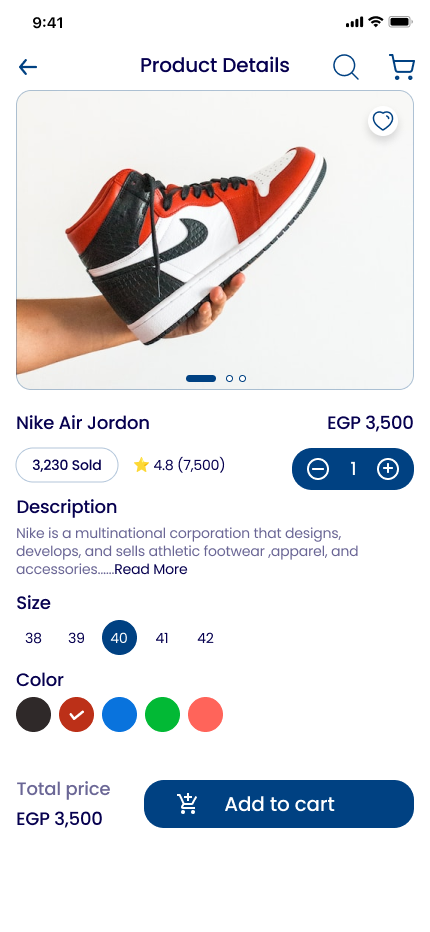 9:41
Product Details
Nike Air Jordon
EGP 3,500
3,230 Sold
4.8 (7,500)
1
Description
Nike is a multinational corporation that designs,
develops, and sells athletic footwear ,apparel, and
accessories......Read More
Size
38 39 40 41 42
Color
Total price
EGP 3,500
Add to cart